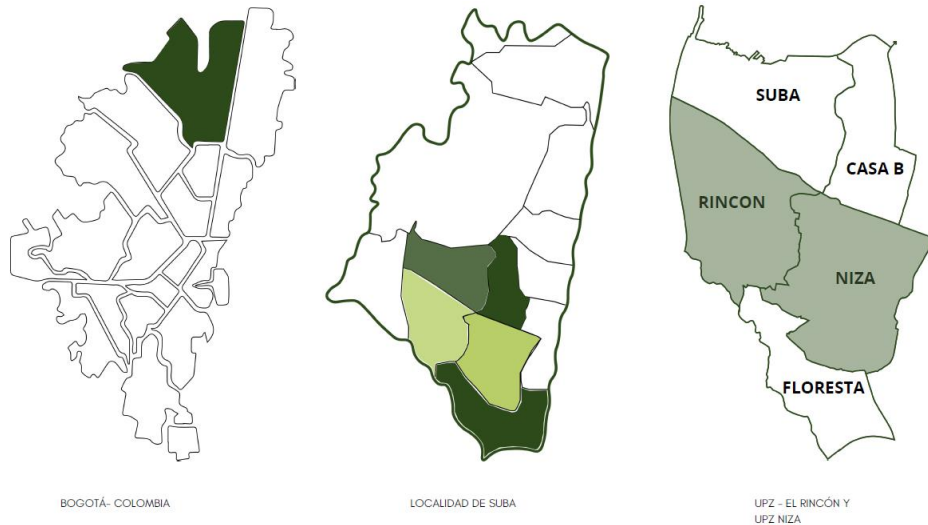 SUBA
CASA B
RINCON
NIZA
FLORESTA
BOGOTÁ- COLOMBIA
LOCALIDAD DE SUBA
UPZ - EL RINCÓN Y
UPZ NIZA